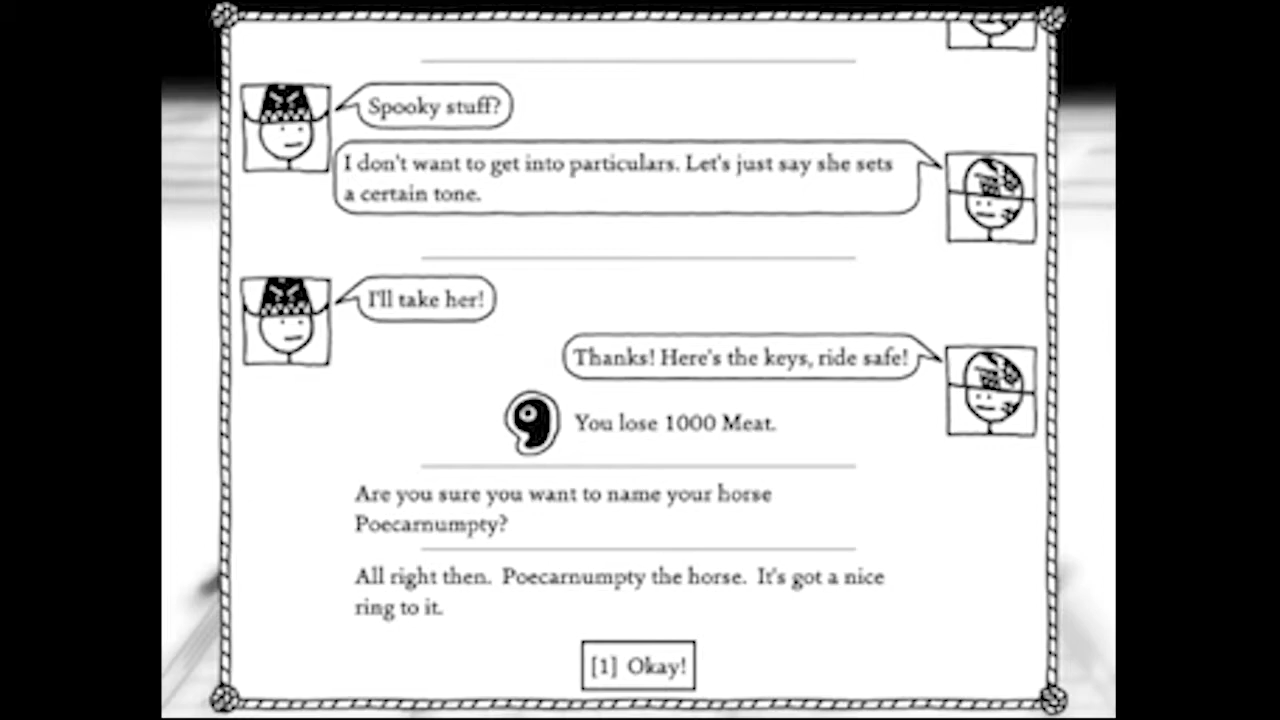 Spooky stuff?
I don't want to get into particulars. Let's just say she sets
a certain tone.
I'll take her!
Thanks! Here's the keys, ride safe!
You lose 1000 Meat.
Are you sure you want to name your horse
Poecarnumpty?
All right then. Poecarnumpty the horse. It's got a nice
ring to it.
[1] Okay!